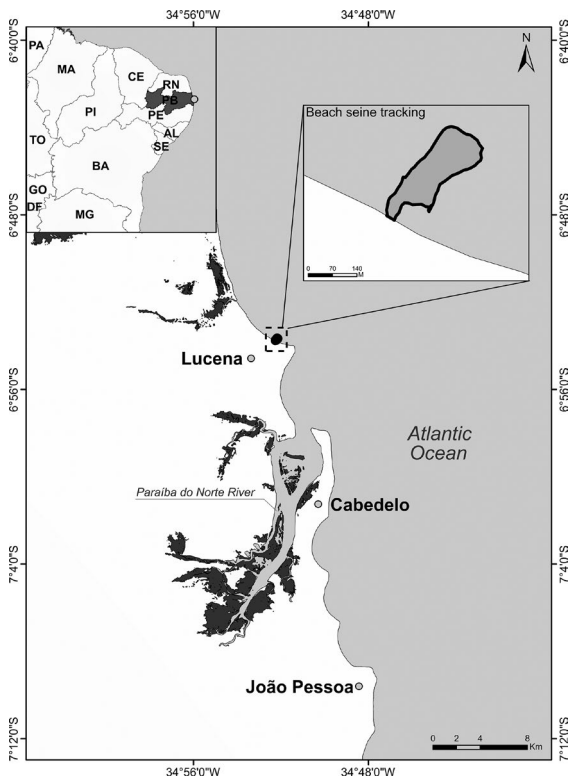 34°56'0"W 34°48'0"W
6°40'0"S
6°40'0"S
N
PA
MA
CE
RN
PB
PI
PE
AL
SE
TO
BA
GO
DF
MG
Beach seine tracking
0 70 140
M
6°48'0"S
6°48'0"S
Lucena
6°56'0"S
6°56'0"S
Atlantic
Ocean
Paraíba do Norte River
Cabedelo
7°4'0"S
7°4'0"S
João Pessoa
0 2 4 8
Km
7°12'0"S
7°12'0"S
34°56'0"W 34°48'0"W